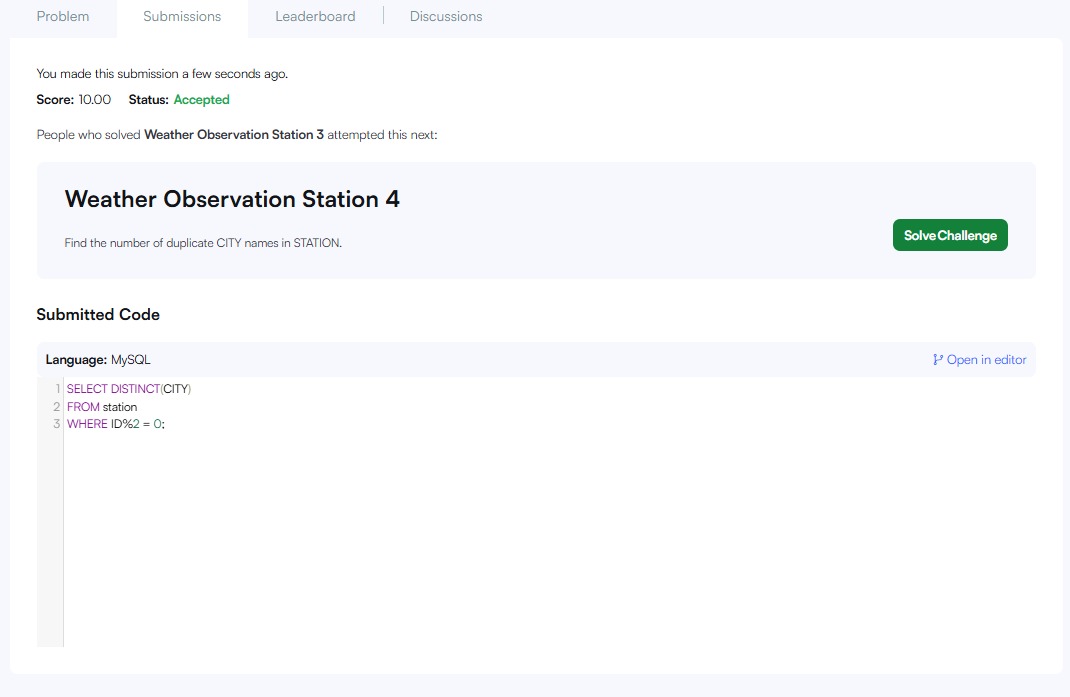 Problem Submissions Leaderboard Discussions
You made this submission a few seconds ago.
Score: 10.00 Status: Accepted
People who solved Weather Observation Station 3 attempted this next:
Weather Observation Station 4
Find the number of duplicate CITY names in STATION.
Solve Challenge
Submitted Code
Language: MySQL Open in editor
1 SELECT DISTINCT(CITY)
2 FROM station
3 WHERE ID%2 = 0;